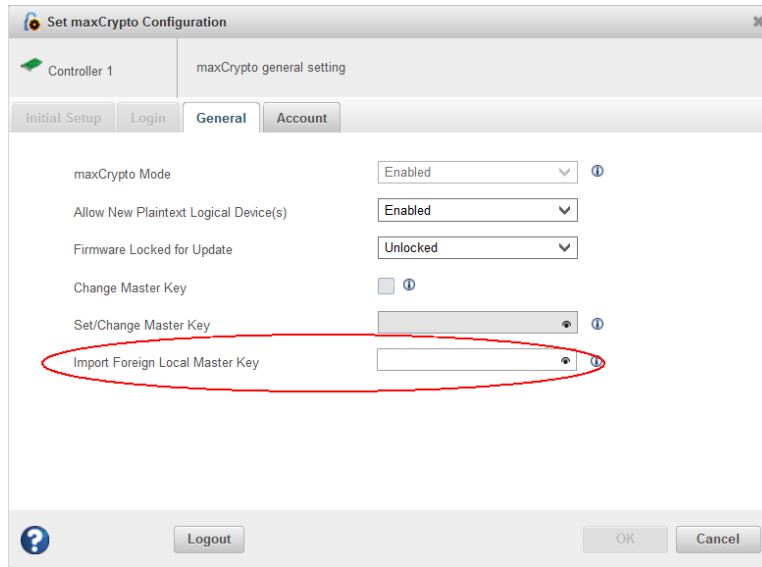 Set maxCrypto Configuration
Controller 1
maxCrypto general setting
Initial Setup Login General Account
maxCrypto Mode Enabled
Allow New Plaintext Logical Device(s) Enabled
Firmware Locked for Update Unlocked
Change Master Key
Set/Change Master Key
Import Foreign Local Master Key
Logout OK Cancel